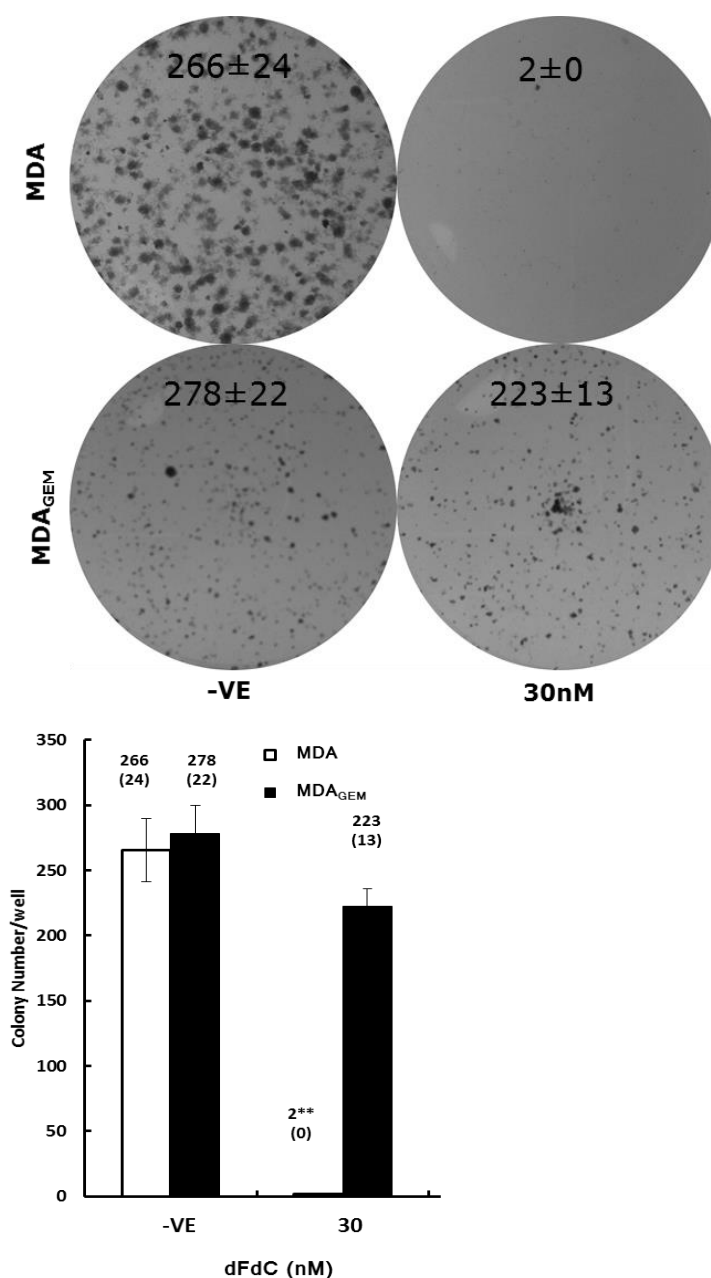 266±24
2±0
MDA
278±22
223±13
MDAGEM
-VE
30nM
350
300
250
200
150
100
50
0
Colony Number/well
266
(24)
278
(22)
MDA
MDAGEM
223
(13)
2**
(0)
-VE
30
dFdC (nM)